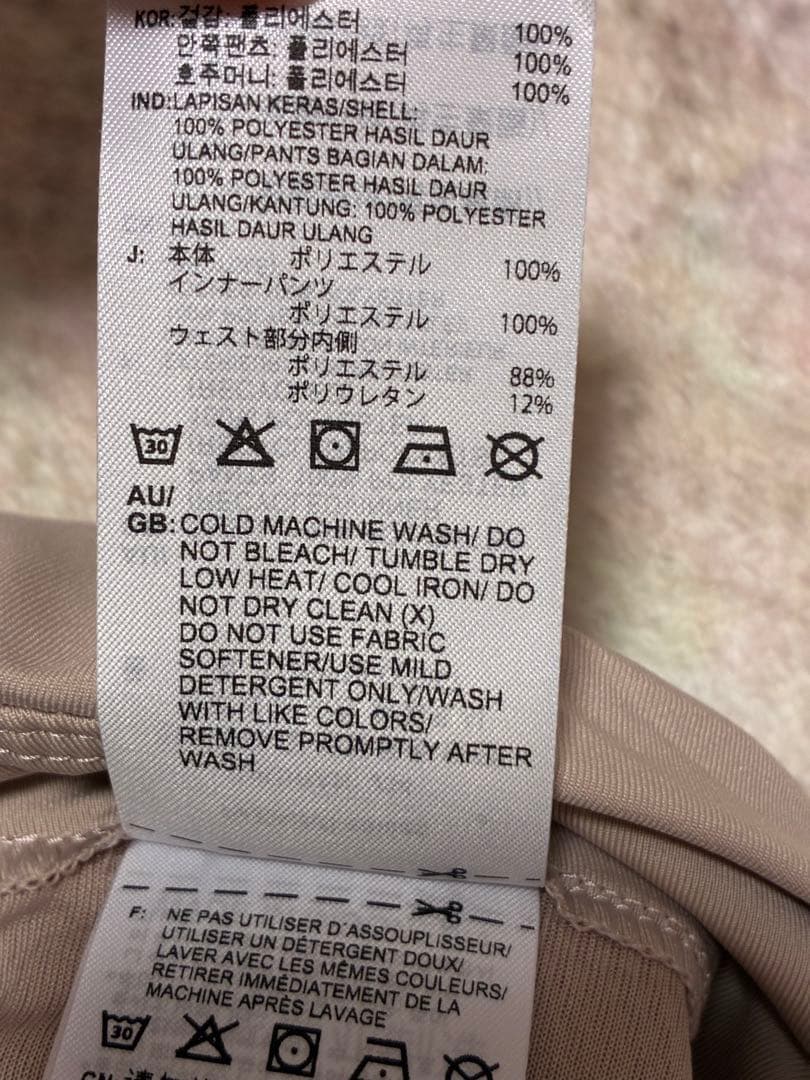 KOR: 겉감: 폴리에스터 100%
안쪽팬츠: 폴리에스터 100%
호주머니: 폴리에스터 100%
IND:LAPISAN KERAS/SHELL:
100% POLYESTER HASIL DAUR
ULANG/PANTS BAGIAN DALAM:
100% POLYESTER HASIL DAUR
ULANG/KANTUNG: 100% POLYESTER
HASIL DAUR ULANG
J: 本体 ポリエステル 100%
インナーパンツ
ポリエステル 100%
ウェスト部分内側
ポリエステル 88%
ポリウレタン 12%
30
AU/
GB: COLD MACHINE WASH/ DO
NOT BLEACH/ TUMBLE DRY
LOW HEAT/ COOL IRON/ DO
NOT DRY CLEAN (X)
DO NOT USE FABRIC
SOFTENER/USE MILD
DETERGENT ONLY/WASH
WITH LIKE COLORS/
REMOVE PROMPTLY AFTER
WASH
F: NE PAS UTILISER D'ASSOUPLISSEUR/
UTILISER UN DÉTERGENT DOUX/
LAVER AVEC LES MÊMES COULEURS/
RETIRER IMMÉDIATEMENT DE LA
MACHINE APRÈS LAVAGE
30